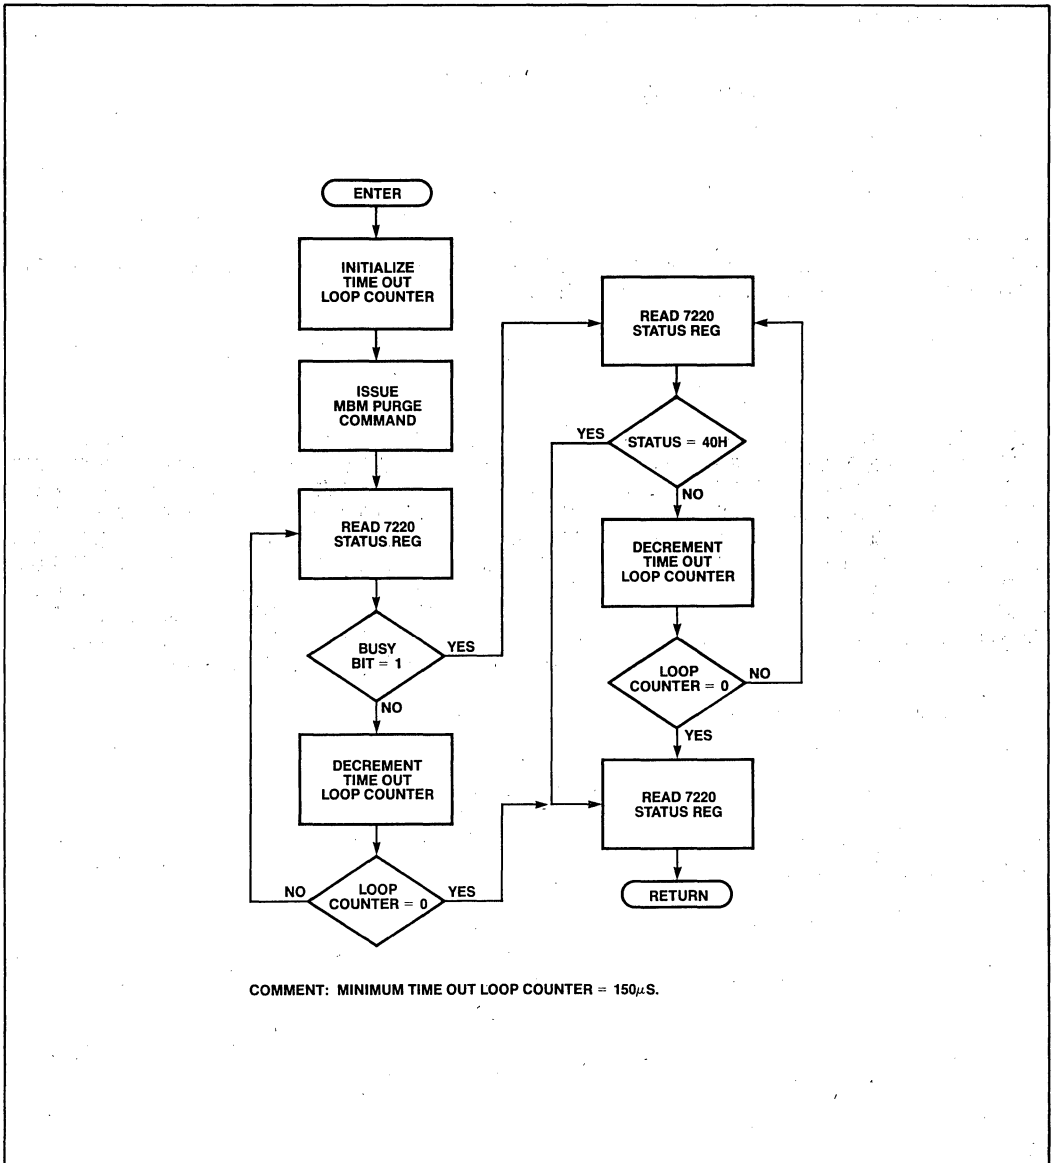 ENTER
INITIALIZE
TIME OUT
LOOP COUNTER
ISSUE
MBM PURGE
COMMAND
READ 7220
STATUS REG
BUSY
BIT = 1
YES
NO
DECREMENT
TIME OUT
LOOP COUNTER
LOOP
COUNTER = 0
NO
YES
READ 7220
STATUS REG
STATUS = 40H
YES
NO
DECREMENT
TIME OUT
LOOP COUNTER
LOOP
COUNTER = 0
NO
YES
READ 7220
STATUS REG
RETURN
COMMENT: MINIMUM TIME OUT LOOP COUNTER = 150μS.